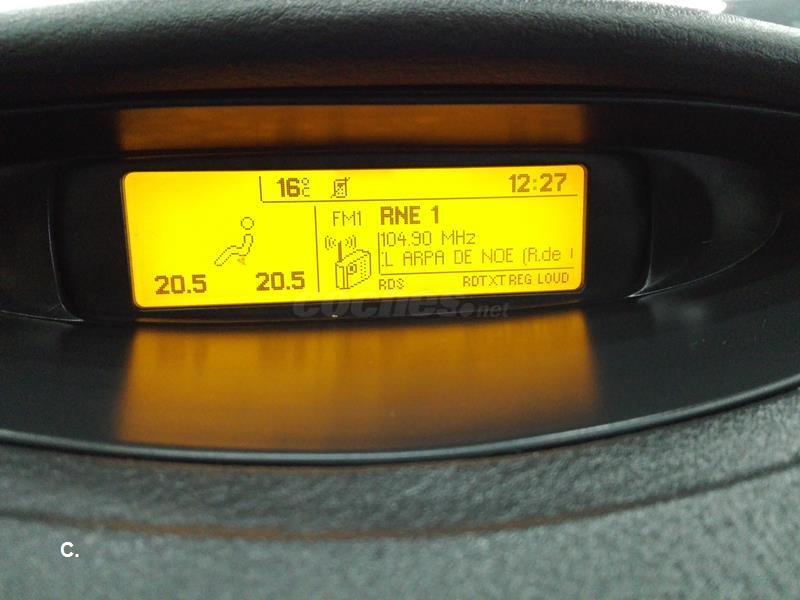 16°C 12:27
FM1 RNE 1
104.90 MHz
:L ARPA DE NOE (R.de
20.5 20.5
RDS RDTXT REG LOUD
coches.net
C.